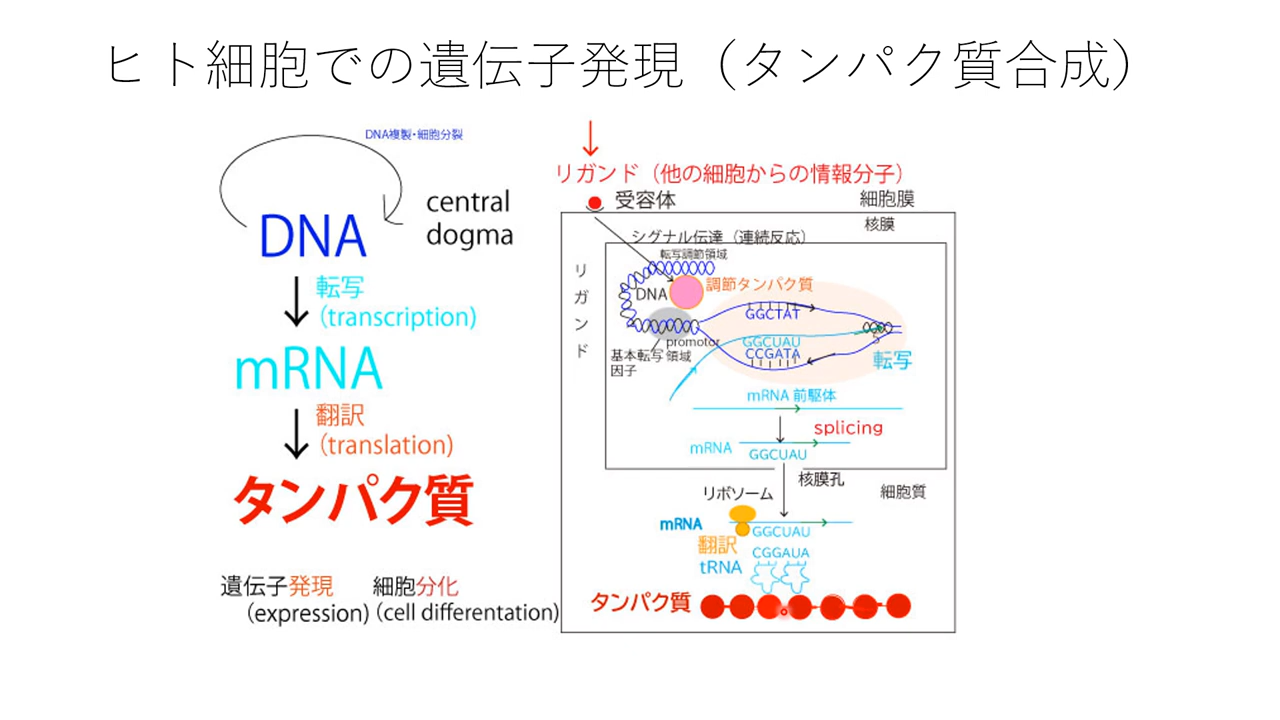 ヒト細胞での遺伝子発現（タンパク質合成）
DNA複製・細胞分裂
central
dogma
DNA
転写
(transcription)
mRNA
翻訳
(translation)
タンパク質
遺伝子発現
(expression)
細胞分化
(cell differentation)
リガンド（他の細胞からの情報分子）
受容体
細胞膜
核膜
シグナル伝達（連続反応）
転写調節領域
リガンド
DNA
調節タンパク質
GGCTAT
promotor
領域
GGCUAU
CCGATA
基本転写
因子
転写
mRNA 前駆体
splicing
mRNA
GGCUAU
核膜孔
細胞質
リボソーム
mRNA
GGCUAU
翻訳
CGGAUA
tRNA
タンパク質